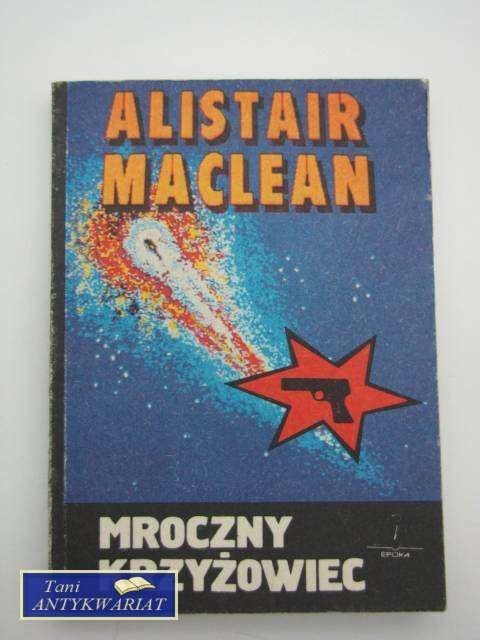 ALISTAIR
MACLEAN
MROCZNY
KRZYŻOWIEC
EPOKA
Tani
ANTYKWARIAT